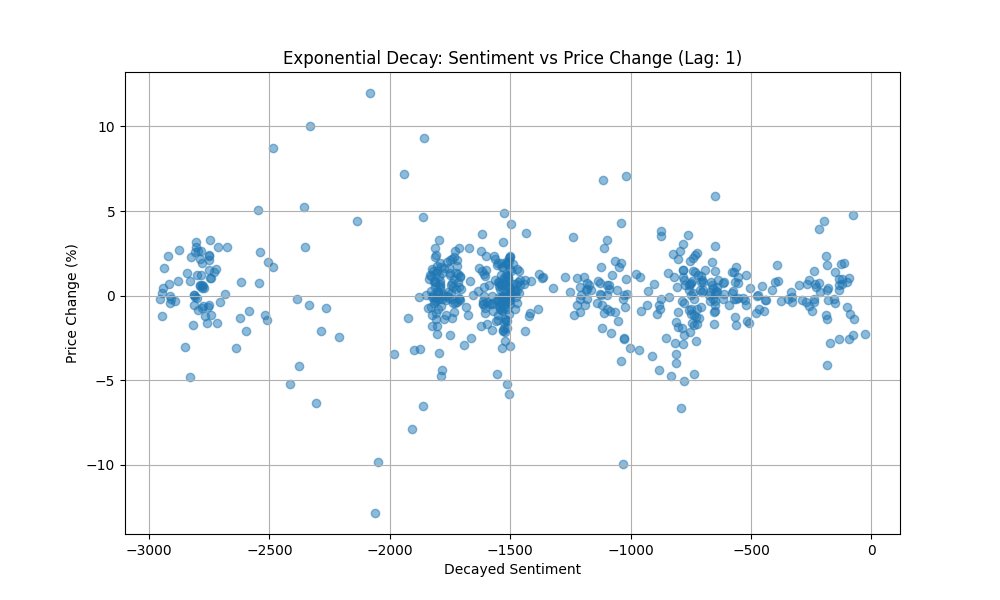 Exponential Decay: Sentiment vs Price Change (Lag: 1)
Price Change (%)
10
5
0
−5
−10
−3000 −2500 −2000 −1500 −1000 −500 0
Decayed Sentiment